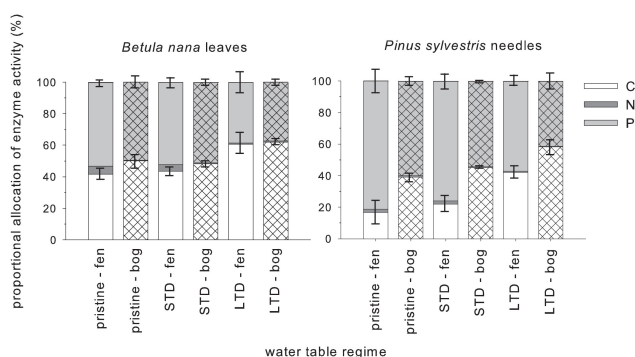 Betula nana leaves
Pinus sylvestris needles
proportional allocation of enzyme activity (%)
100
80
60
40
20
0
100
80
60
40
20
0
C
N
P
pristine - fen
pristine - bog
STD - fen
STD - bog
LTD - fen
LTD - bog
pristine - fen
pristine - bog
STD - fen
STD - bog
LTD - fen
LTD - bog
water table regime